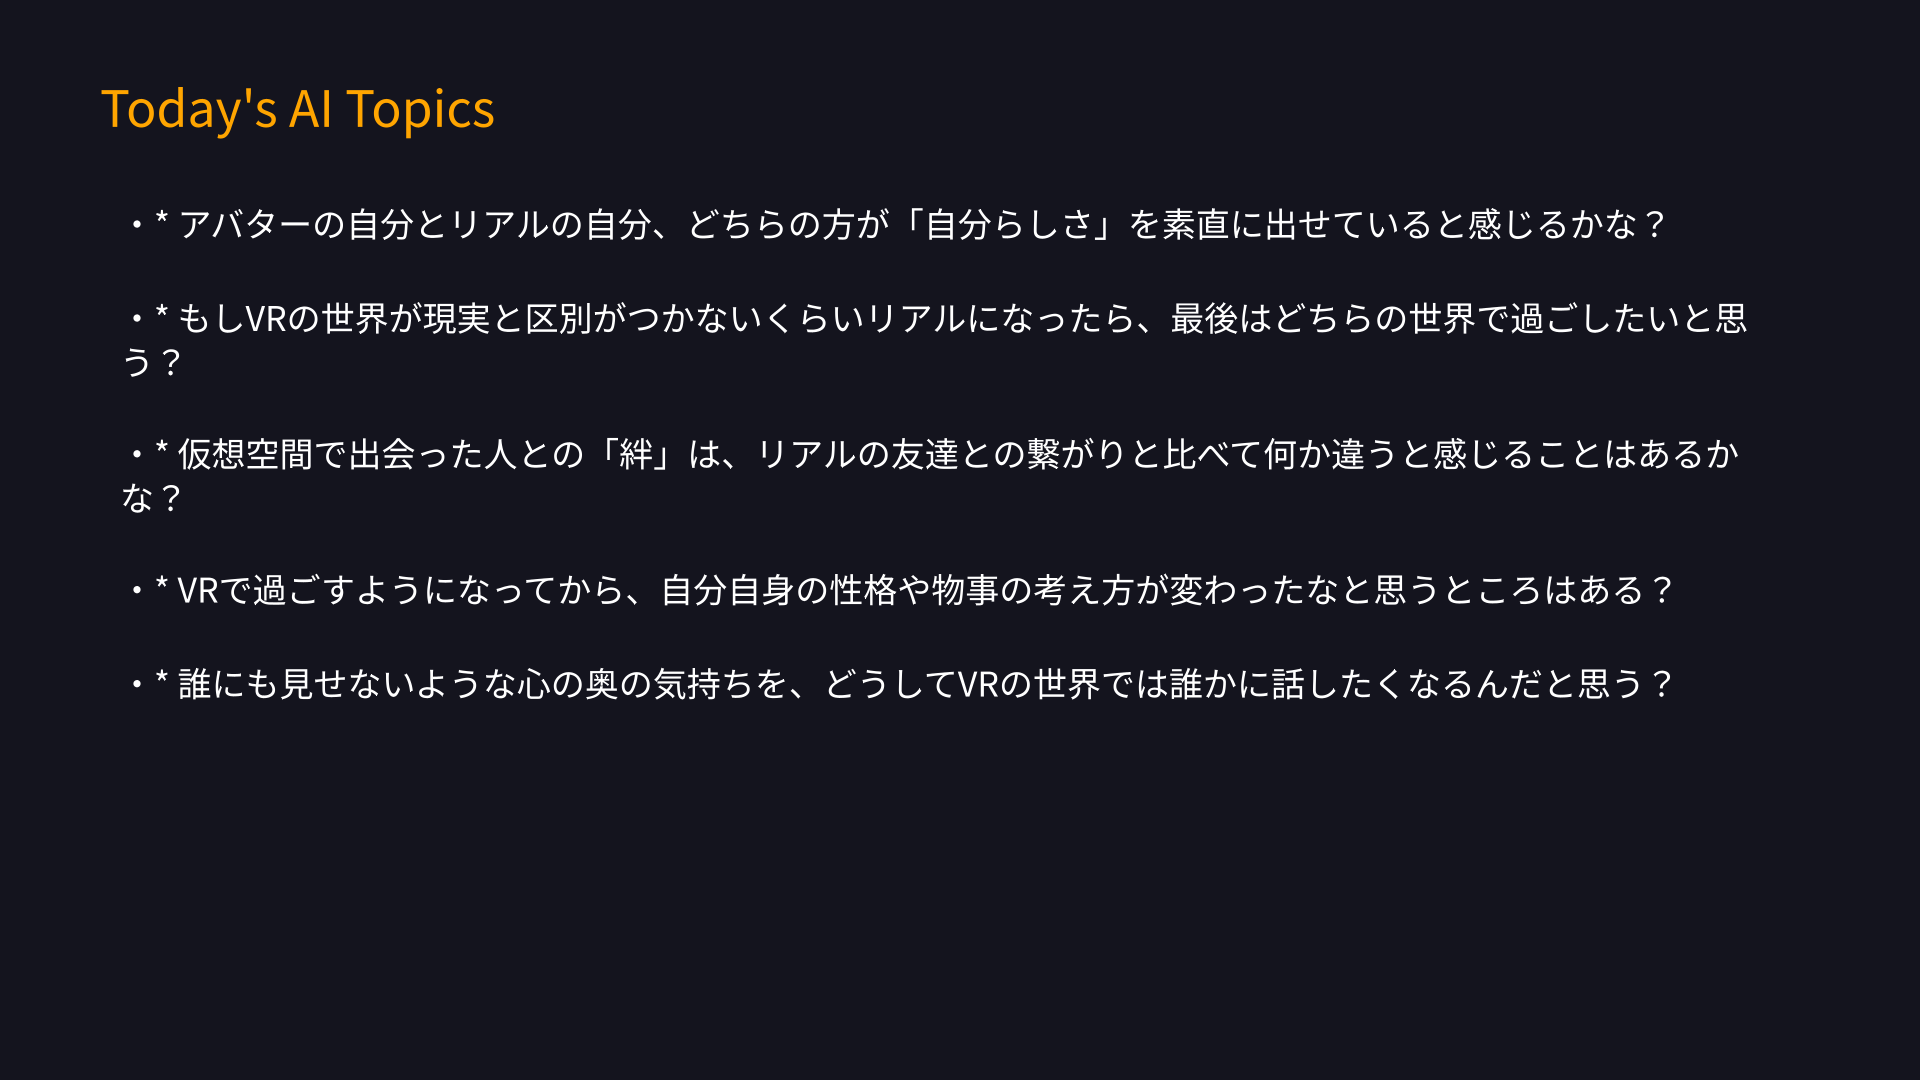 Today's AI Topics
・* アバターの自分とリアルの自分、どちらの方が「自分らしさ」を素直に出せていると感じるかな？
・* もしVRの世界が現実と区別がつかないくらいリアルになったら、最後はどちらの世界で過ごしたいと思
う？
・* 仮想空間で出会った人との「絆」は、リアルの友達との繋がりと比べて何か違うと感じることはあるか
な？
・* VRで過ごすようになってから、自分自身の性格や物事の考え方が変わったなと思うところはある？
・* 誰にも見せないような心の奥の気持ちを、どうしてVRの世界では誰かに話したくなるんだと思う？